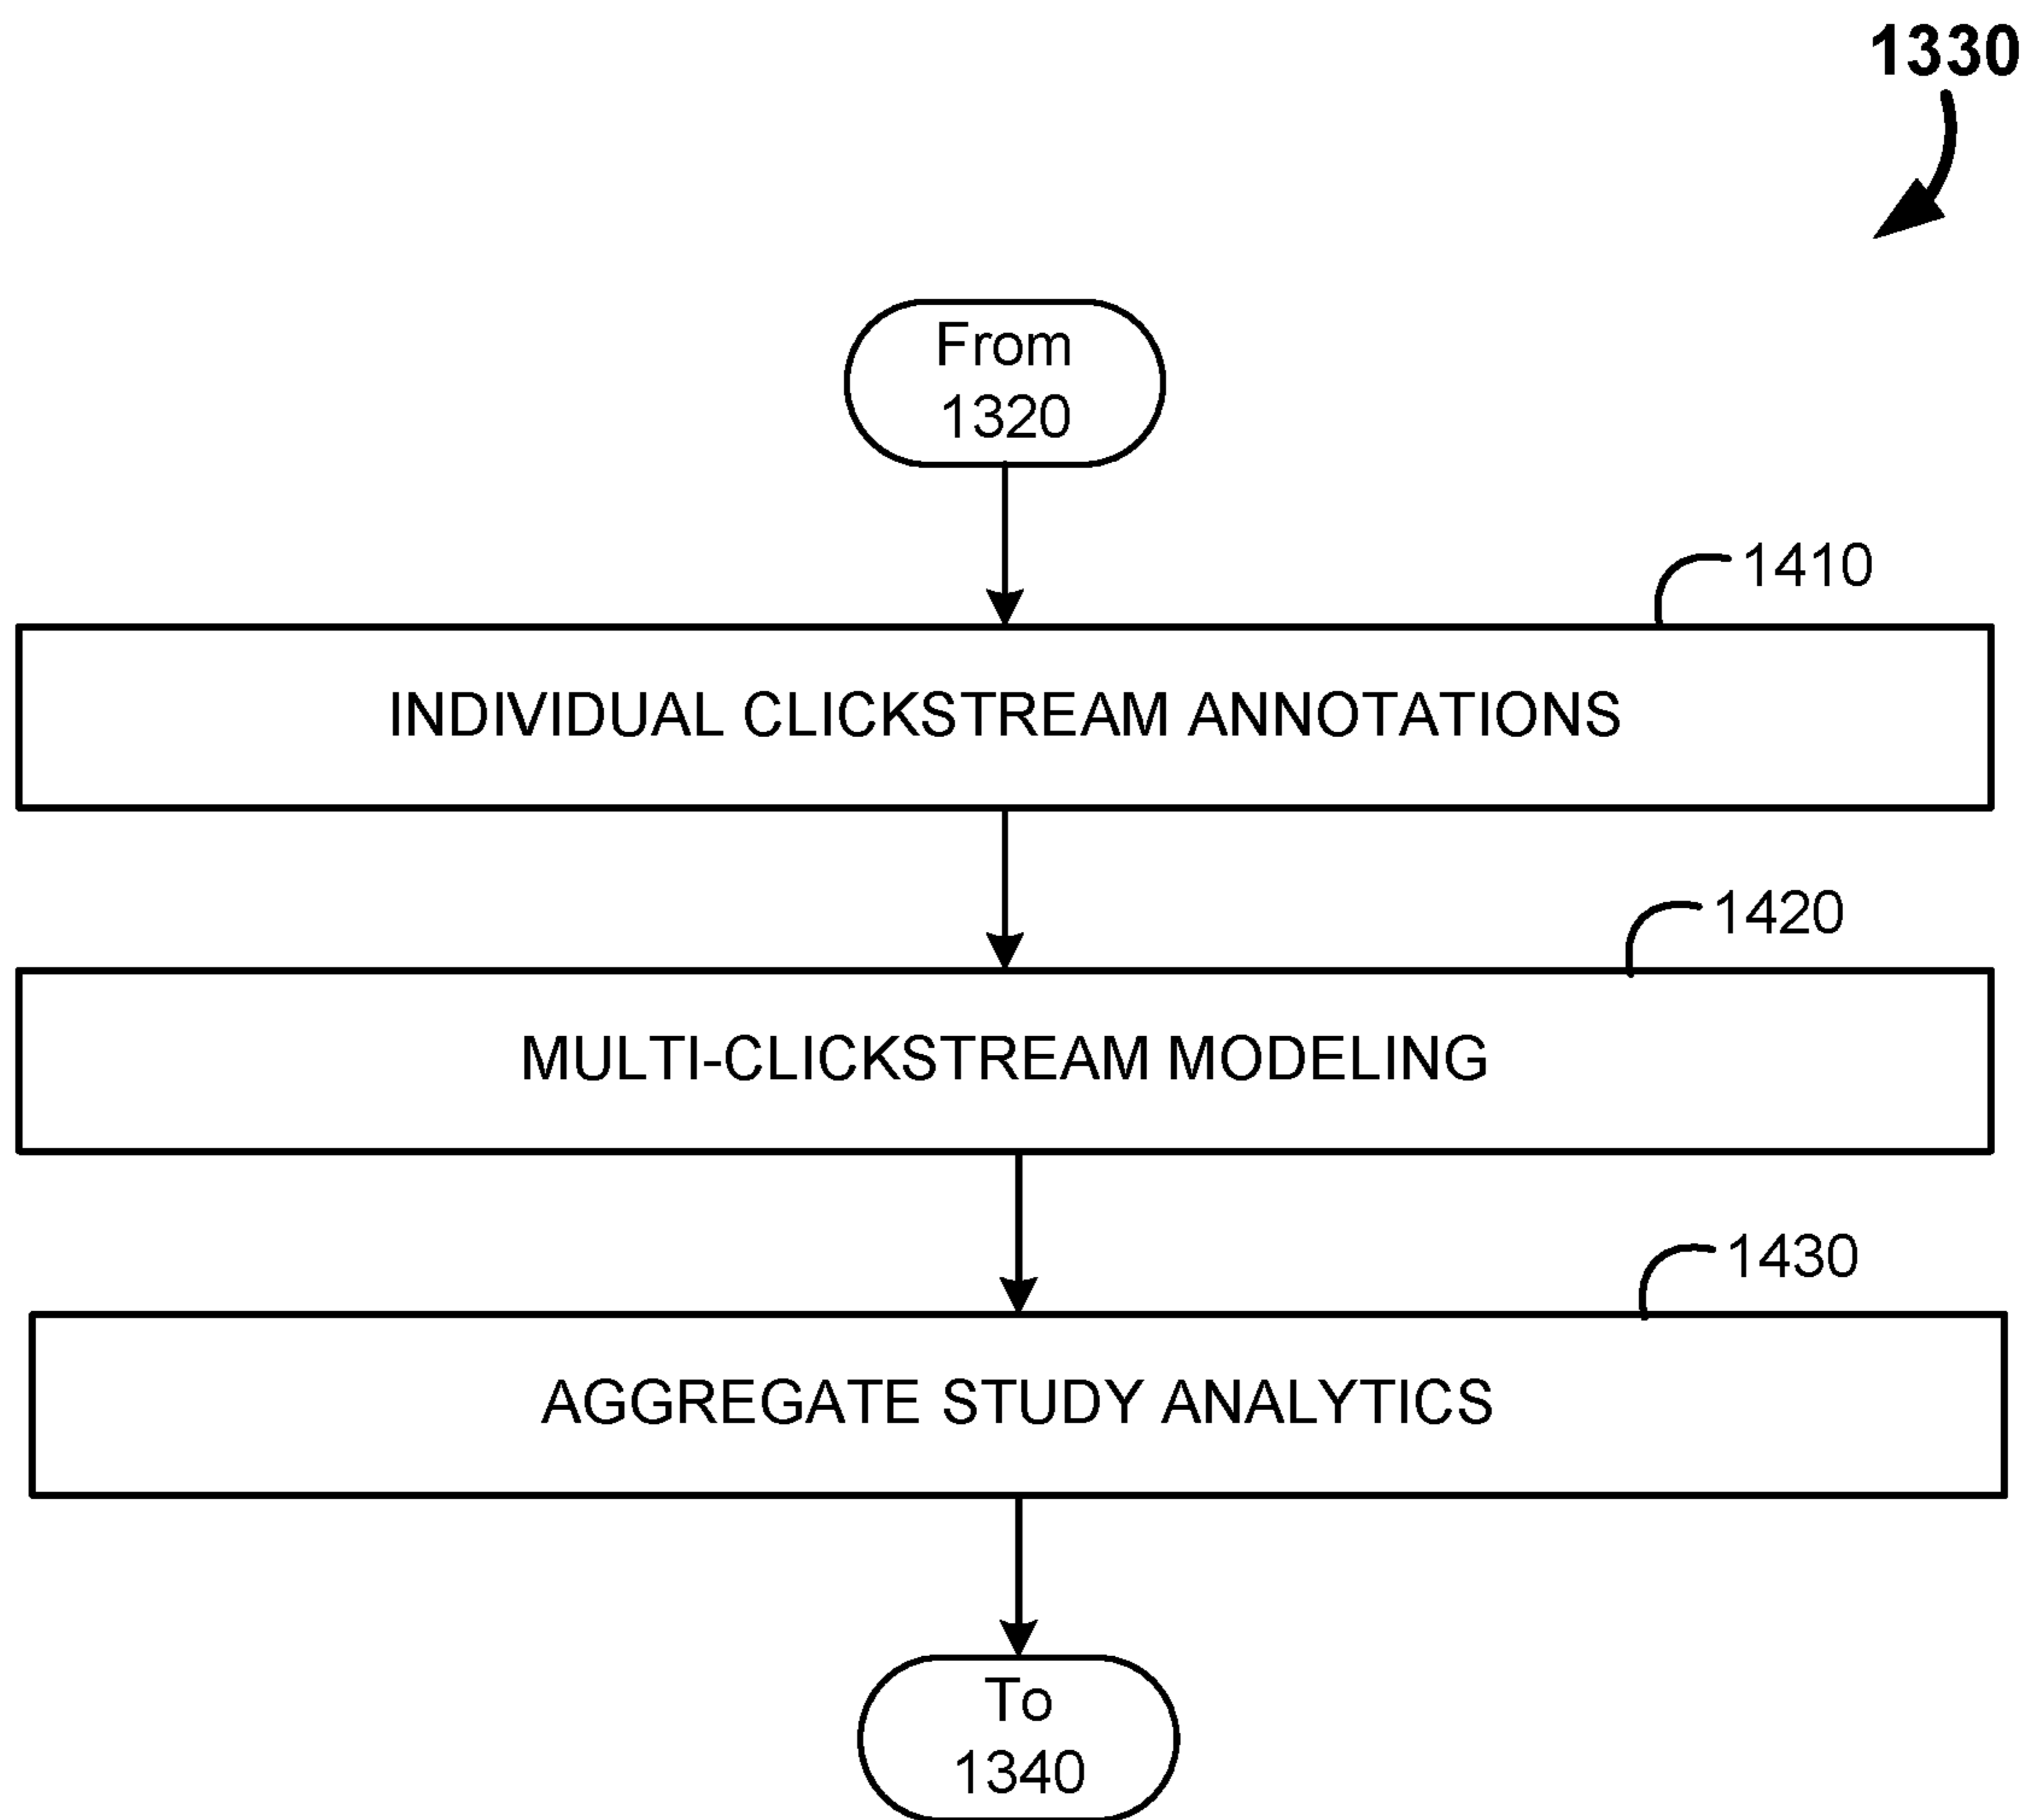 1330
From
1320
1410
INDIVIDUAL CLICKSTREAM ANNOTATIONS
1420
MULTI-CLICKSTREAM MODELING
1430
AGGREGATE STUDY ANALYTICS
To
1340